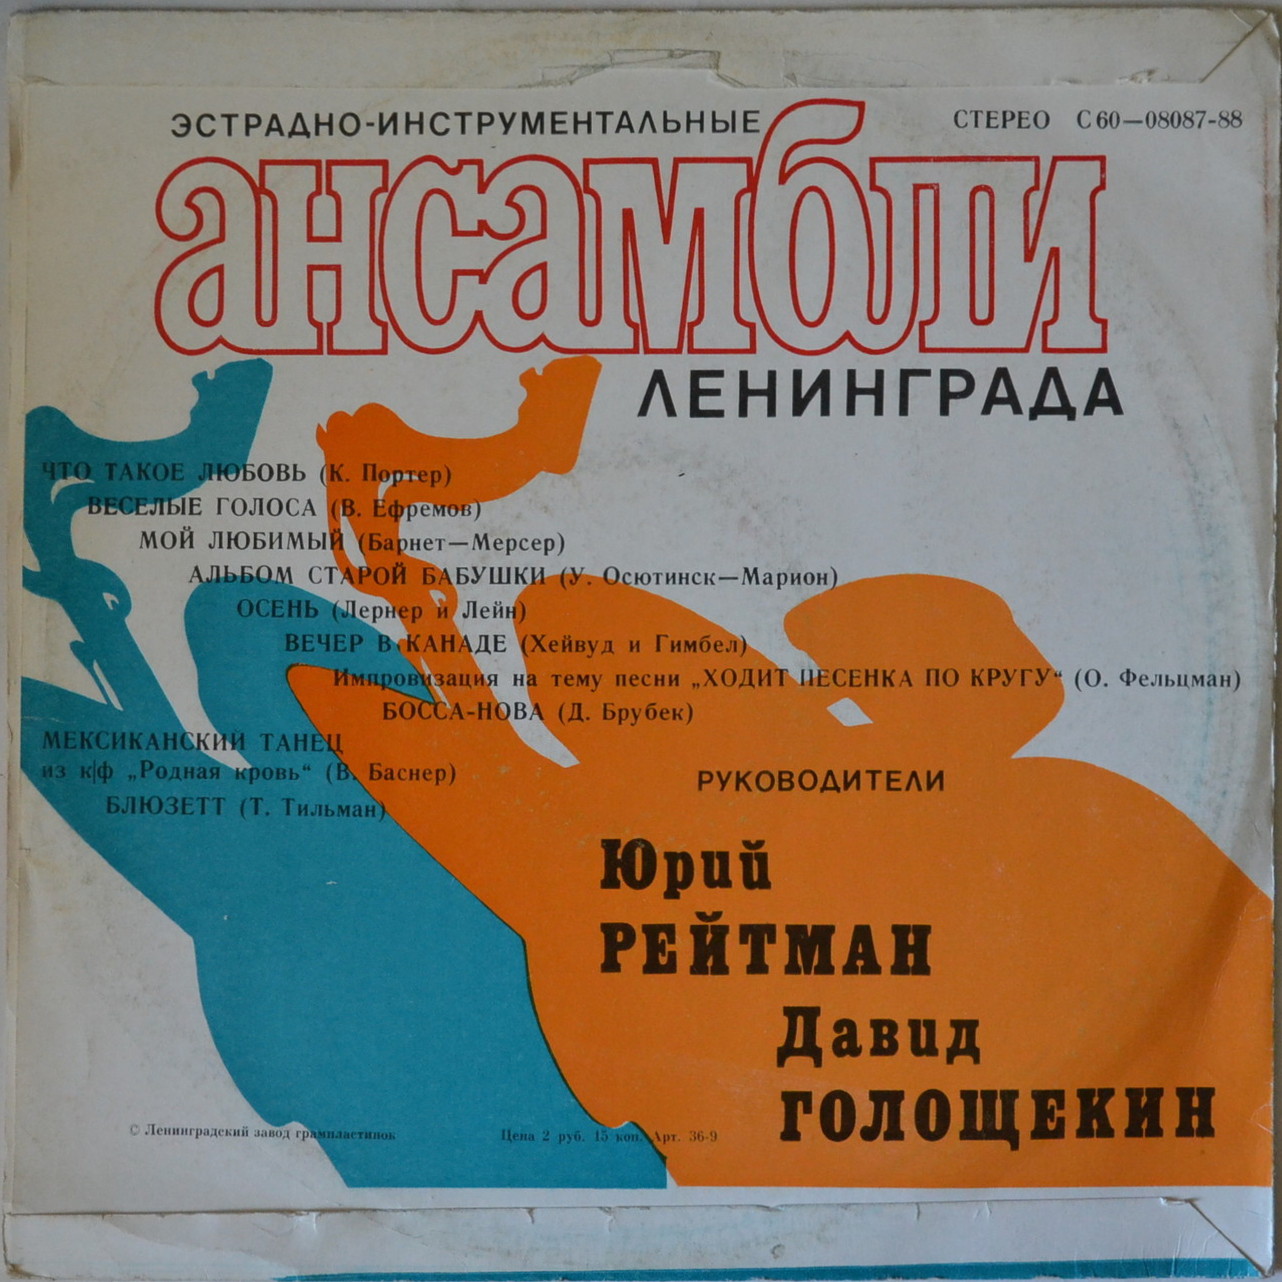 ЭСТРАДНО-ИНСТРУМЕНТАЛЬНЫЕ
СТЕРЕО С60—08087-88
ансамбли
ЛЕНИНГРАДА
ЧТО ТАКОЕ ЛЮБОВЬ (К. Портер)
ВЕСЕЛЫЕ ГОЛОСА (В. Ефремов)
МОЙ ЛЮБИМЫЙ (Барнет—Мерсер)
АЛЬБОМ СТАРОЙ БАБУШКИ (У. Осютинск—Марион)
ОСЕНЬ (Лернер и Лейн)
ВЕЧЕР В КАНАДЕ (Хейвуд и Гимбел)
Импровизация на тему песни „ХОДИТ ПЕСЕНКА ПО КРУГУ“ (О. Фельцман)
БОССА-НОВА (Д. Брубек)
МЕКСИКАНСКИЙ ТАНЕЦ
из к/ф „Родная кровь“ (В. Баснер)
БЛЮЗЕТТ (Т. Тильман)
РУКОВОДИТЕЛИ
Юрий
РЕЙТМАН
Давид
ГОЛОЩЕКИН
© Ленинградский завод грампластинок
Цена 2 руб. 15 коп. Арт. 36-9